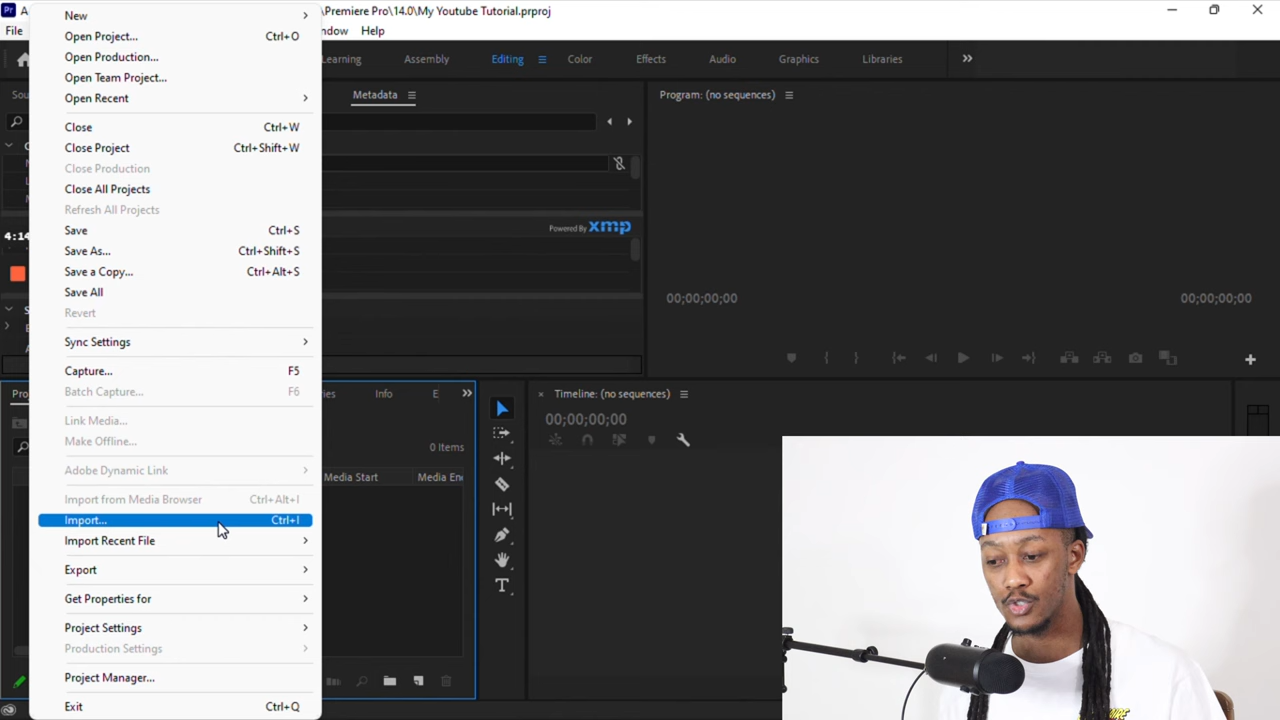 Pr A
\Premiere Pro\14.0\My Youtube Tutorial.prproj
File
ndow Help
New
Open Project... Ctrl+O
Open Production...
Open Team Project...
Open Recent
Close Ctrl+W
Close Project Ctrl+Shift+W
Close Production
Close All Projects
Refresh All Projects
Save Ctrl+S
Save As... Ctrl+Shift+S
Save a Copy... Ctrl+Alt+S
Save All
Revert
Sync Settings
Capture... F5
Batch Capture... F6
Link Media...
Make Offline...
Adobe Dynamic Link
Import from Media Browser Ctrl+Alt+I
Import... Ctrl+I
Import Recent File
Export
Get Properties for
Project Settings
Production Settings
Project Manager...
Exit Ctrl+Q
Learning Assembly Editing Color Effects Audio Graphics Libraries
Sou
Metadata
Program: (no sequences)
Powered By xmp
4:14
00;00;00;00 00;00;00;00
Pro
ries Info E
Timeline: (no sequences)
00;00;00;00
0 Items
Media Start Media En